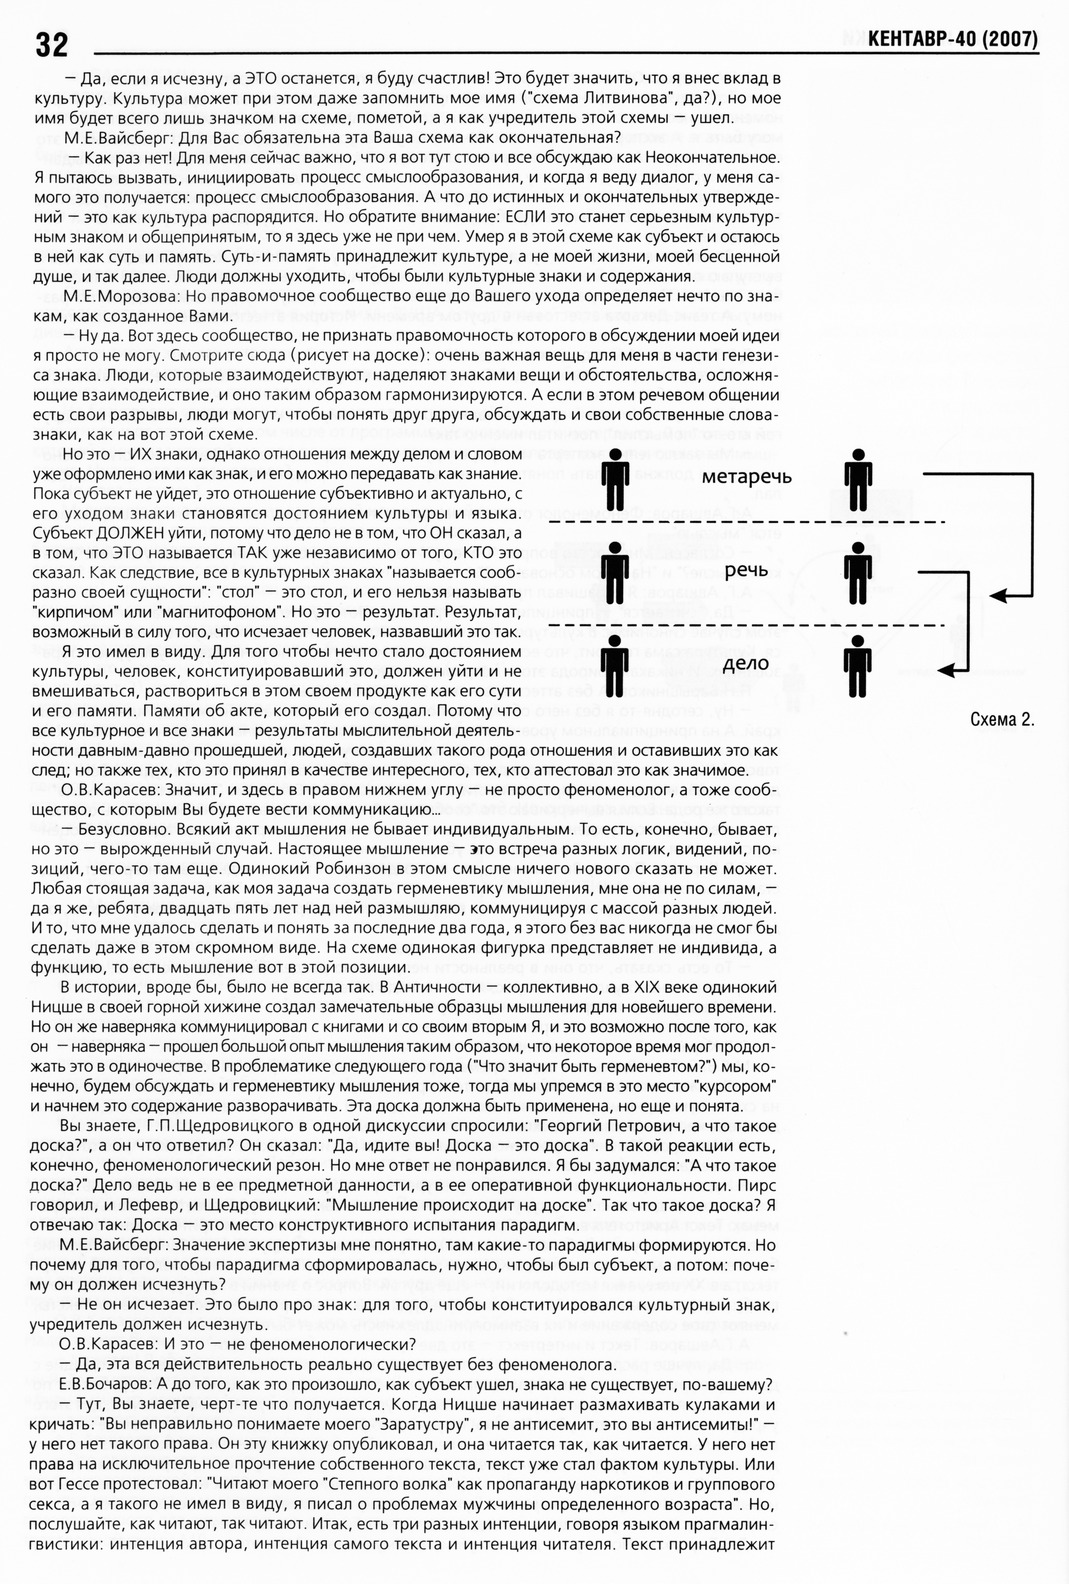 32
КЕНТАВР-40 (2007)
— Да, если я исчезну, а ЭТО останется, я буду счастлив! Это будет значить, что я внес вклад в
культуру. Культура может при этом даже запомнить мое имя ("схема Литвинова", да?), но мое
имя будет всего лишь значком на схеме, пометой, а я как учредитель этой схемы — ушел.
М.Е.Вайсберг: Для Вас обязательна эта Ваша схема как окончательная?
— Как раз нет! Для меня сейчас важно, что я вот тут стою и все обсуждаю как Неокончательное.
Я пытаюсь вызвать, инициировать процесс смыслообразования, и когда я веду диалог, у меня са-
мого это получается: процесс смыслообразования. А что до истинных и окончательных утвержде-
ний — это как культура распорядится. Но обратите внимание: ЕСЛИ это станет серьезным культур-
ным знаком и общепринятым, то я здесь уже не при чем. Умер я в этой схеме как субъект и остаюсь
в ней как суть и память. Суть-и-память принадлежит культуре, а не моей жизни, моей бесценной
душе, и так далее. Люди должны уходить, чтобы были культурные знаки и содержания.
М.Е.Морозова: Но правомочное сообщество еще до Вашего ухода определяет нечто по зна-
кам, как созданное Вами.
— Ну да. Вот здесь сообщество, не признать правомочность которого в обсуждении моей идеи
я просто не могу. Смотрите сюда (рисует на доске): очень важная вещь для меня в части генези-
са знака. Люди, которые взаимодействуют, наделяют знаками вещи и обстоятельства, осложня-
ющие взаимодействие, и оно таким образом гармонизируются. А если в этом речевом общении
есть свои разрывы, люди могут, чтобы понять друг друга, обсуждать и свои собственные слова-
знаки, как на вот этой схеме.
Но это — ИХ знаки, однако отношения между делом и словом
уже оформлено ими как знак, и его можно передавать как знание.
Пока субъект не уйдет, это отношение субъективно и актуально, с
его уходом знаки становятся достоянием культуры и языка.
Субъект ДОЛЖЕН уйти, потому что дело не в том, что ОН сказал, а
в том, что ЭТО называется ТАК уже независимо от того, КТО это
сказал. Как следствие, все в культурных знаках "называется сооб-
разно своей сущности": "стол" — это стол, и его нельзя называть
"кирпичом" или "магнитофоном". Но это — результат. Результат,
возможный в силу того, что исчезает человек, назвавший это так.
Я это имел в виду. Для того чтобы нечто стало достоянием
культуры, человек, конституировавший это, должен уйти и не
вмешиваться, раствориться в этом своем продукте как его сути
и его памяти. Памяти об акте, который его создал. Потому что
все культурное и все знаки — результаты мыслительной деятель-
метаречь
речь
дело
Схема 2.
ности давным-давно прошедшей, людей, создавших такого рода отношения и оставивших это как
след; но также тех, кто это принял в качестве интересного, тех, кто аттестовал это как значимое.
О.В.Карасев: Значит, и здесь в правом нижнем углу — не просто феноменолог, а тоже сооб-
щество, с которым Вы будете вести коммуникацию...
— Безусловно. Всякий акт мышления не бывает индивидуальным. То есть, конечно, бывает,
но это — вырожденный случай. Настоящее мышление — это встреча разных логик, видений, по-
зиций, чего-то там еще. Одинокий Робинзон в этом смысле ничего нового сказать не может.
Любая стоящая задача, как моя задача создать герменевтику мышления, мне она не по силам, —
да я же, ребята, двадцать пять лет над ней размышляю, коммуницируя с массой разных людей.
И то, что мне удалось сделать и понять за последние два года, я этого без вас никогда не смог бы
сделать даже в этом скромном виде. На схеме одинокая фигурка представляет не индивида, а
функцию, то есть мышление вот в этой позиции.
В истории, вроде бы, было не всегда так. В Античности — коллективно, а в XIX веке одинокий
Ницше в своей горной хижине создал замечательные образцы мышления для новейшего времени.
Но он же наверняка коммуницировал с книгами и со своим вторым Я, и это возможно после того, как
он — наверняка — прошел большой опыт мышления таким образом, что некоторое время мог продол-
жать это в одиночестве. В проблематике следующего года ("Что значит быть герменевтом?") мы, ко-
нечно, будем обсуждать и герменевтику мышления тоже, тогда мы упремся в это место "курсором"
и начнем это содержание разворачивать. Эта доска должна быть применена, но еще и понята.
Вы знаете, Г.П.Щедровицкого в одной дискуссии спросили: "Георгий Петрович, а что такое
доска?", а он что ответил? Он сказал: "Да, идите вы! Доска — это доска". В такой реакции есть,
конечно, феноменологический резон. Но мне ответ не понравился. Я бы задумался: "А что такое
доска?" Дело ведь не в ее предметной данности, а в ее оперативной функциональности. Пирс
говорил, и Лефевр, и Щедровицкий: "Мышление происходит на доске". Так что такое доска? Я
отвечаю так: Доска — это место конструктивного испытания парадигм.
М.Е.Вайсберг: Значение экспертизы мне понятно, там какие-то парадигмы формируются. Но
почему для того, чтобы парадигма сформировалась, нужно, чтобы был субъект, а потом: поче-
му он должен исчезнуть?
— Не он исчезает. Это было про знак: для того, чтобы конституировался культурный знак,
учредитель должен исчезнуть.
О.В.Карасев: И это — не феноменологически?
— Да, эта вся действительность реально существует без феноменолога.
Е.В.Бочаров: А до того, как это произошло, как субъект ушел, знака не существует, по-вашему?
— Тут, Вы знаете, черт-те что получается. Когда Ницше начинает размахивать кулаками и
кричать: "Вы неправильно понимаете моего "Заратустру", я не антисемит, это вы антисемиты!" —
у него нет такого права. Он эту книжку опубликовал, и она читается так, как читается. У него нет
права на исключительное прочтение собственного текста, текст уже стал фактом культуры. Или
вот Гессе протестовал: "Читают моего "Степного волка" как пропаганду наркотиков и группового
секса, а я такого не имел в виду, я писал о проблемах мужчины определенного возраста". Но,
послушайте, как читают, так читают. Итак, есть три разных интенции, говоря языком прагмалин-
гвистики: интенция автора, интенция самого текста и интенция читателя. Текст принадлежит